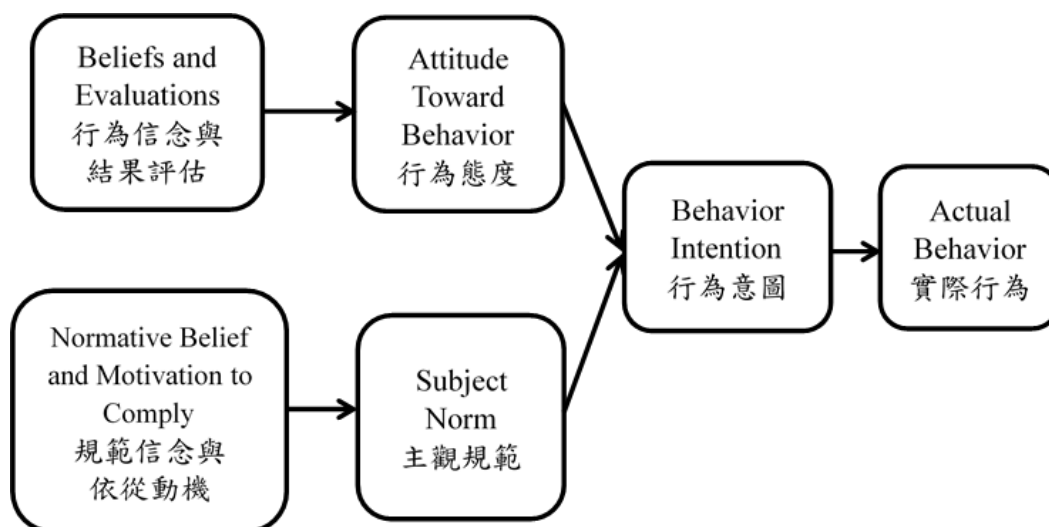 Beliefs and
Evaluations
行為信念與
結果評估
Attitude
Toward
Behavior
行為態度
Behavior
Intention
行為意圖
Actual
Behavior
實際行為
Normative Belief
and Motivation to
Comply
規範信念與
依從動機
Subject
Norm
主觀規範